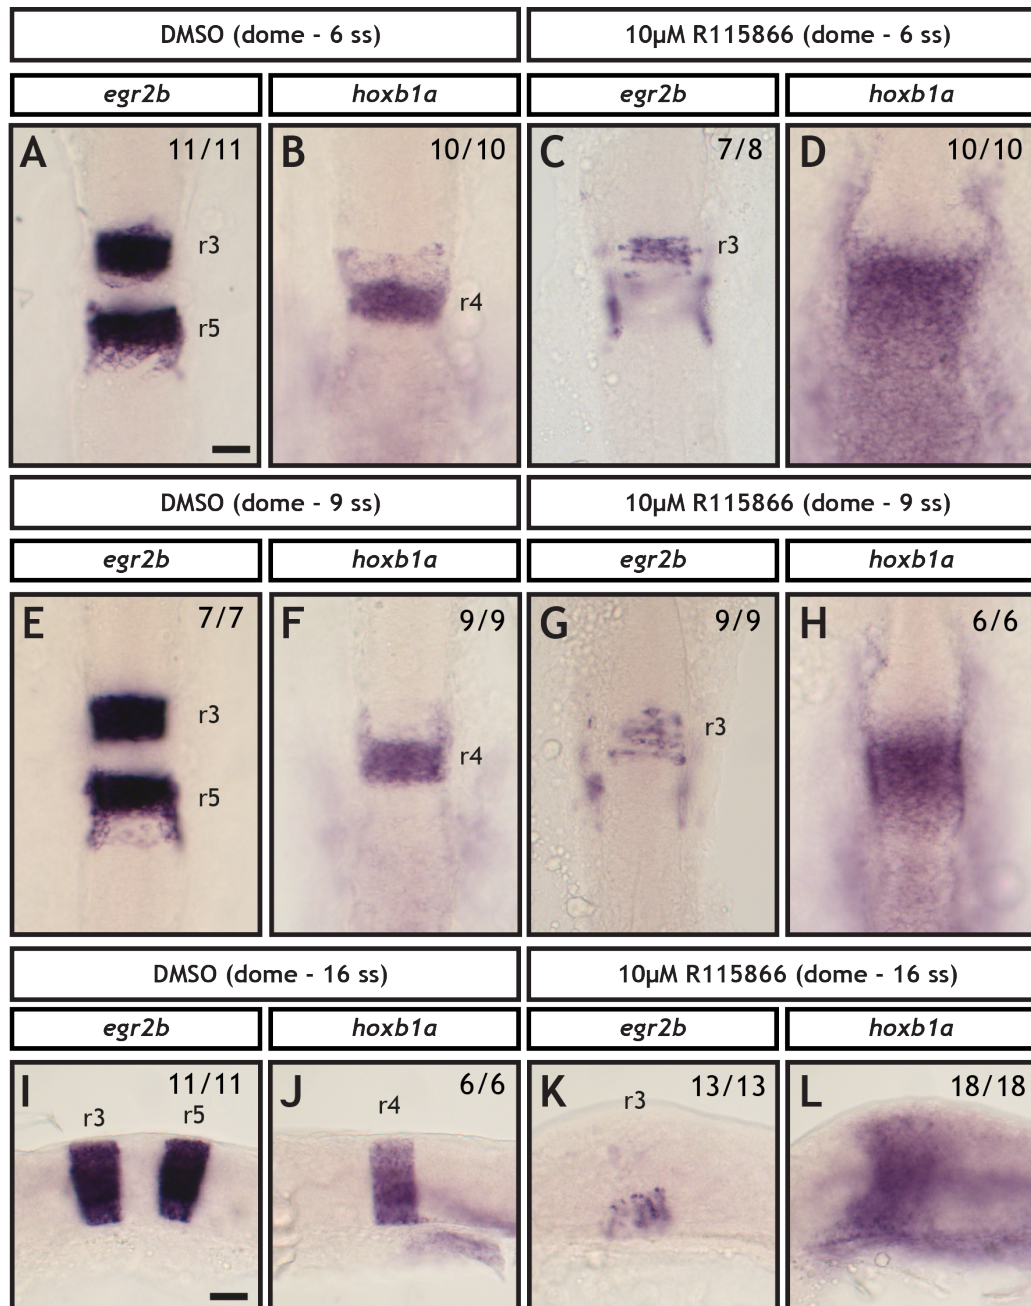 DMSO (dome - 6 ss)
10µM R115866 (dome - 6 ss)
egr2b
hoxb1a
egr2b
hoxb1a
A
11/11
r3
r5
B
10/10
r4
C
7/8
r3
D
10/10
DMSO (dome - 9 ss)
10µM R115866 (dome - 9 ss)
egr2b
hoxb1a
egr2b
hoxb1a
E
7/7
r3
r5
F
9/9
r4
G
9/9
r3
H
6/6
DMSO (dome - 16 ss)
10µM R115866 (dome - 16 ss)
egr2b
hoxb1a
egr2b
hoxb1a
I
11/11
r3
r5
J
6/6
r4
K
13/13
r3
L
18/18